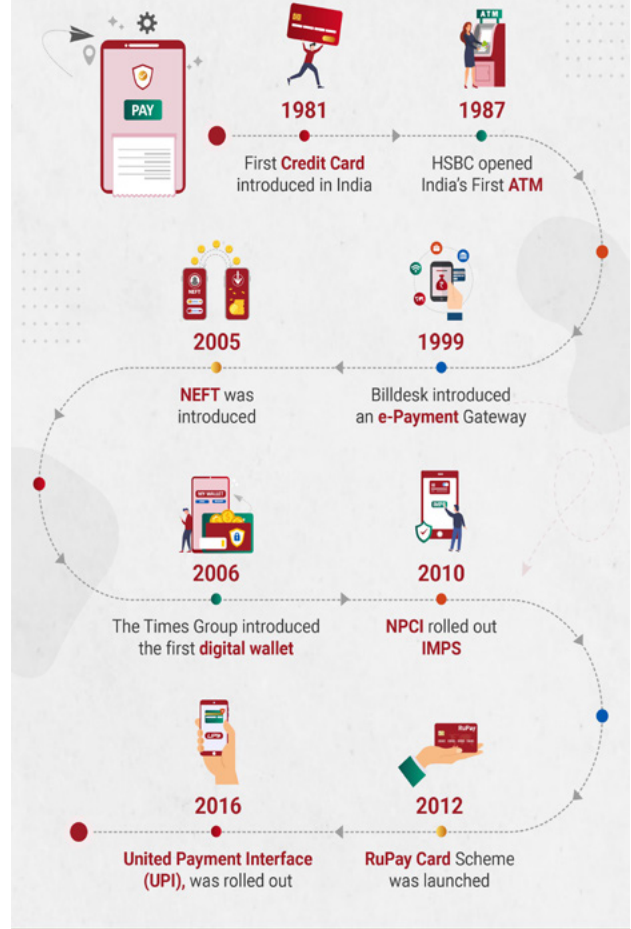 PAY
ATM
1981
First Credit Card
introduced in India
1987
HSBC opened
India's First ATM
1999
Billdesk introduced
an e-Payment Gateway
NEFT
2005
NEFT was
introduced
MY WALLET
2006
The Times Group introduced
the first digital wallet
IMPS
2010
NPCI rolled out
IMPS
RuPay
2012
RuPay Card Scheme
was launched
UPI
2016
United Payment Interface
(UPI), was rolled out